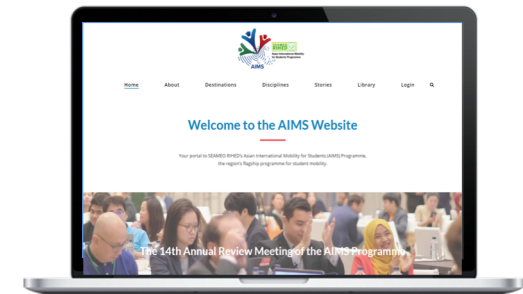 SEAMEO
RIHED
Asian International Mobility
for Students Programme
AIMS
Home About Destinations Disciplines Stories Library Login
Welcome to the AIMS Website
Your portal to SEAMEO RIHED's Asian International Mobility for Students (AIMS) Programme,
the region's flagship programme for student mobility.
The 14th Annual Review Meeting of the AIMS Programme